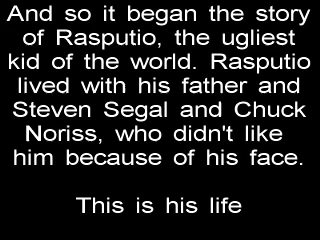 And so it began the story
of Rasputio, the ugliest
kid of the world. Rasputio
lived with his father and
Steven Segal and Chuck
Noriss, who didn't like
him because of his face.
This is his life